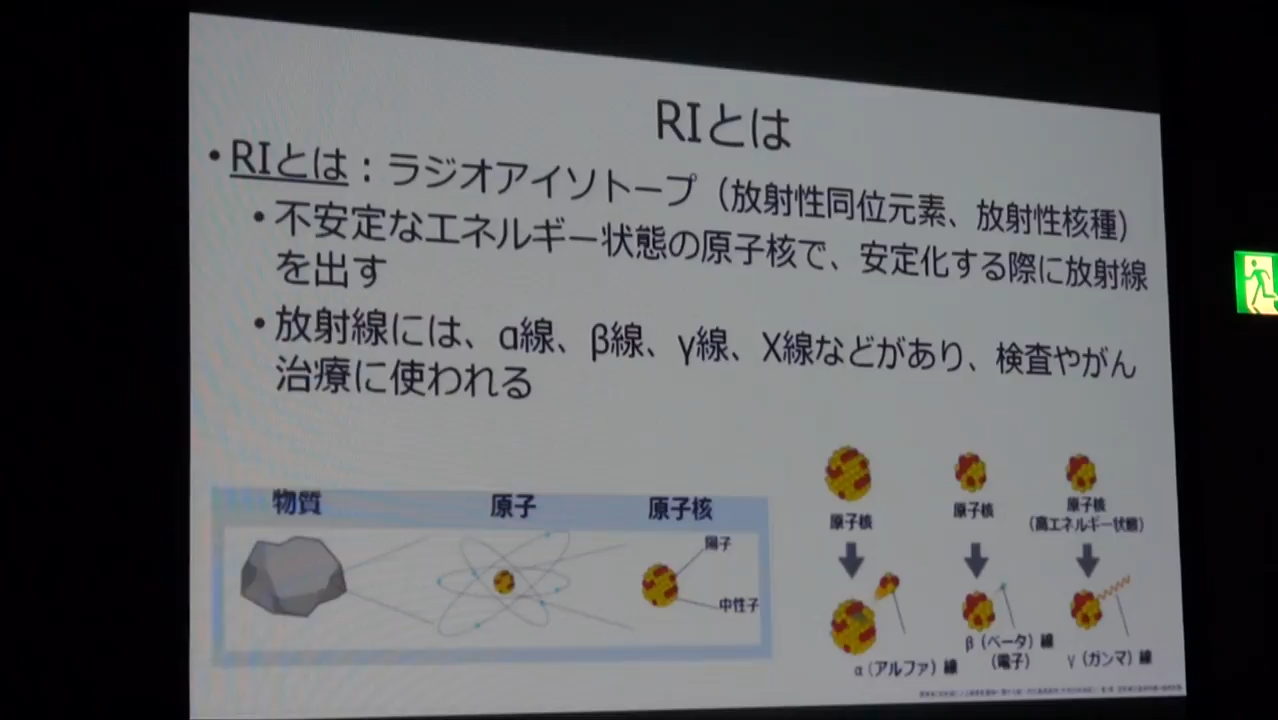 RIとは
•RIとは：ラジオアイソトープ（放射性同位元素、放射性核種）
•不安定なエネルギー状態の原子核で、安定化する際に放射線
を出す
•放射線には、α線、β線、γ線、X線などがあり、検査やがん
治療に使われる
物質 原子 原子核
陽子
中性子
原子核 原子核 原子核
（高エネルギー状態）
α（アルファ）線
β（ベータ）線
（電子）
γ（ガンマ）線